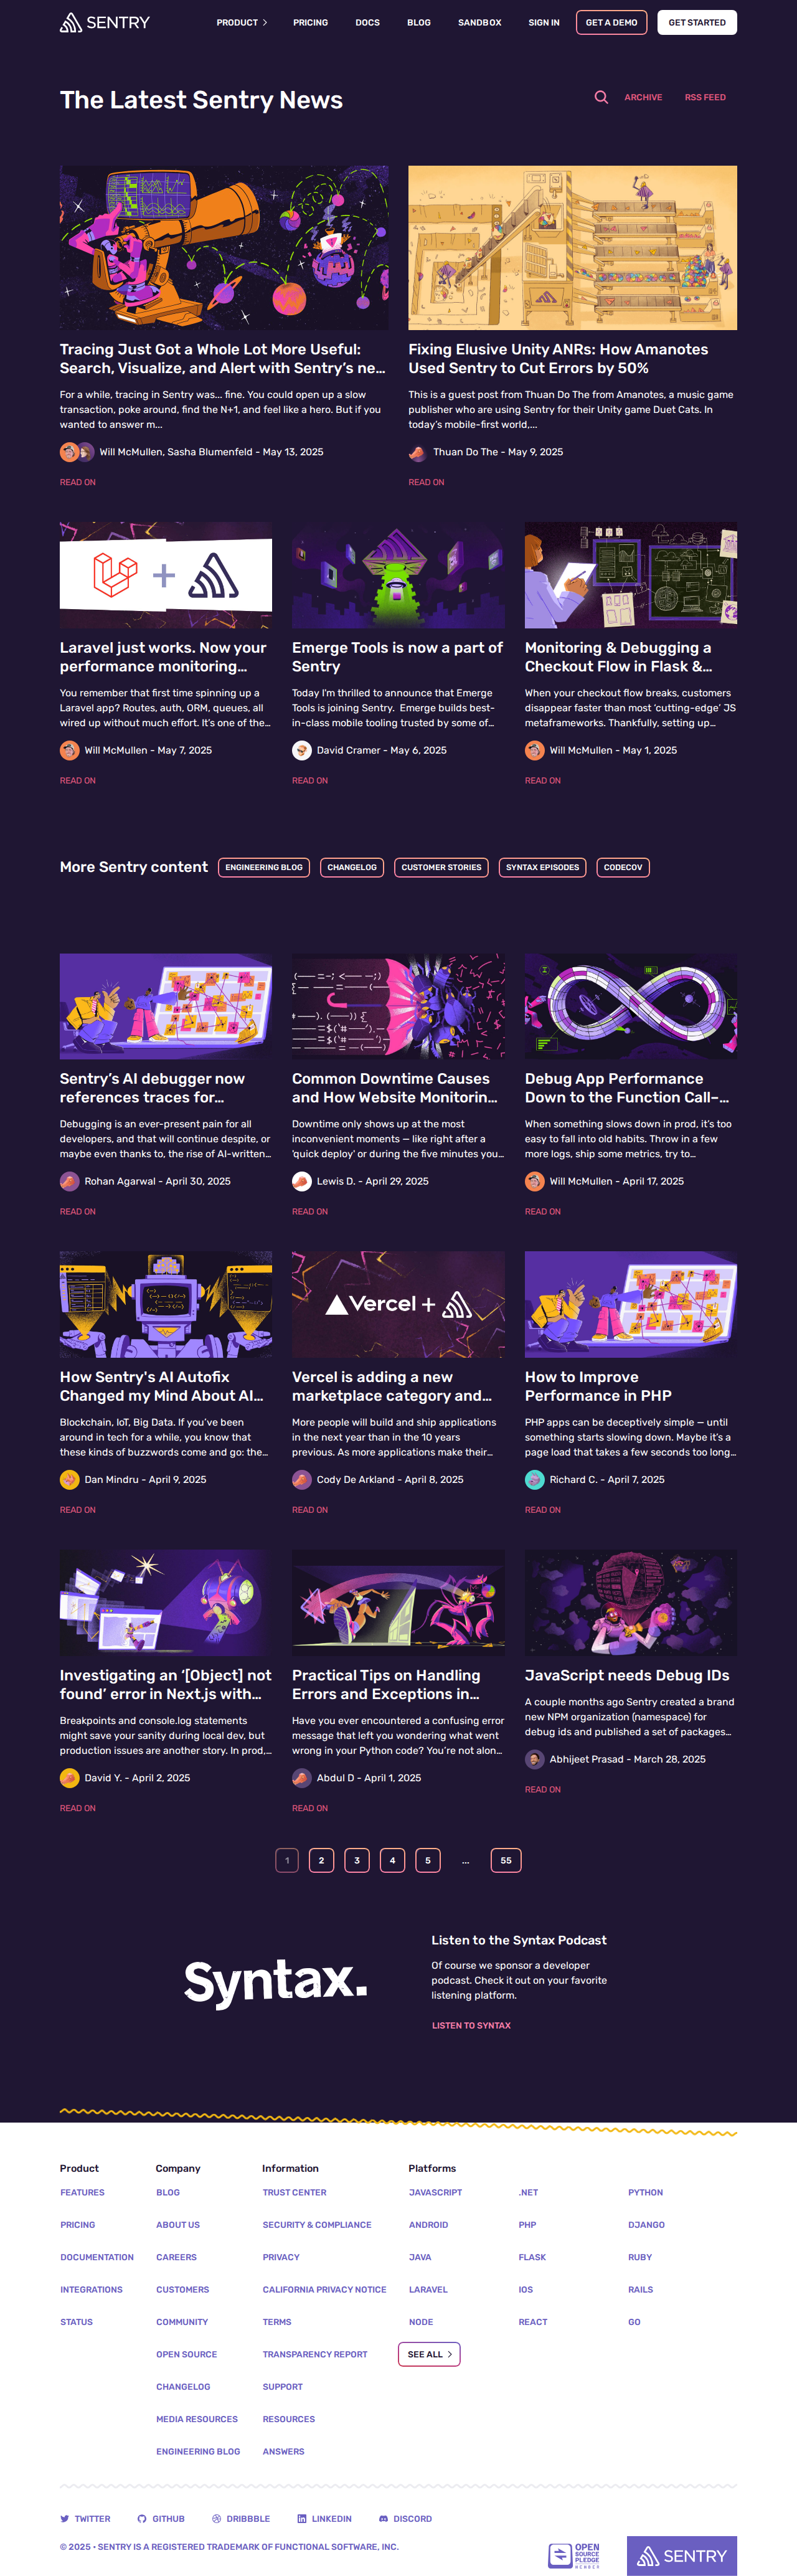 SENTRY
PRODUCT
PRICING
DOCS
BLOG
SANDBOX
SIGN IN
GET A DEMO
GET STARTED
The Latest Sentry News
ARCHIVE
RSS FEED
Tracing Just Got a Whole Lot More Useful:
Search, Visualize, and Alert with Sentry’s ne...
For a while, tracing in Sentry was... fine. You could open up a slow
transaction, poke around, find the N+1, and feel like a hero. But if you
wanted to answer m...
Will McMullen, Sasha Blumenfeld - May 13, 2025
READ ON
Fixing Elusive Unity ANRs: How Amanotes
Used Sentry to Cut Errors by 50%
This is a guest post from Thuan Do The from Amanotes, a music game
publisher who are using Sentry for their Unity game Duet Cats. In
today’s mobile-first world,...
Thuan Do The - May 9, 2025
READ ON
Laravel just works. Now your
performance monitoring...
You remember that first time spinning up a
Laravel app? Routes, auth, ORM, queues, all
wired up without much effort. It’s one of the...
Will McMullen - May 7, 2025
READ ON
Emerge Tools is now a part of
Sentry
Today I'm thrilled to announce that Emerge
Tools is joining Sentry.  Emerge builds best-
in-class mobile tooling trusted by some of...
David Cramer - May 6, 2025
READ ON
Monitoring & Debugging a
Checkout Flow in Flask &...
When your checkout flow breaks, customers
disappear faster than most ‘cutting-edge’ JS
metaframeworks. Thankfully, setting up...
Will McMullen - May 1, 2025
READ ON
More Sentry content
ENGINEERING BLOG
CHANGELOG
CUSTOMER STORIES
SYNTAX EPISODES
CODECOV
Sentry’s AI debugger now
references traces for...
Debugging is an ever-present pain for all
developers, and that will continue despite, or
maybe even thanks to, the rise of AI-written...
Rohan Agarwal - April 30, 2025
READ ON
Common Downtime Causes
and How Website Monitorin...
Downtime only shows up at the most
inconvenient moments — like right after a
'quick deploy' or during the five minutes you...
Lewis D. - April 29, 2025
READ ON
Debug App Performance
Down to the Function Call–...
When something slows down in prod, it’s too
easy to fall into old habits. Throw in a few
more logs, ship some metrics, try to...
Will McMullen - April 17, 2025
READ ON
How Sentry's AI Autofix
Changed my Mind About AI...
Blockchain, IoT, Big Data. If you’ve been
around in tech for a while, you know that
these kinds of buzzwords come and go: the...
Dan Mindru - April 9, 2025
READ ON
Vercel +
Vercel is adding a new
marketplace category and...
More people will build and ship applications
in the next year than in the 10 years
previous. As more applications make their...
Cody De Arkland - April 8, 2025
READ ON
How to Improve
Performance in PHP
PHP apps can be deceptively simple — until
something starts slowing down. Maybe it’s a
page load that takes a few seconds too long...
Richard C. - April 7, 2025
READ ON
Investigating an ‘[Object] not
found’ error in Next.js with...
Breakpoints and console.log statements
might save your sanity during local dev, but
production issues are another story. In prod,...
David Y. - April 2, 2025
READ ON
Practical Tips on Handling
Errors and Exceptions in...
Have you ever encountered a confusing error
message that left you wondering what went
wrong in your Python code? You’re not alon...
Abdul D - April 1, 2025
READ ON
JavaScript needs Debug IDs
A couple months ago Sentry created a brand
new NPM organization (namespace) for
debug ids and published a set of packages...
Abhijeet Prasad - March 28, 2025
READ ON
1
2
3
4
5
...
55
Syntax.
Listen to the Syntax Podcast
Of course we sponsor a developer
podcast. Check it out on your favorite
listening platform.
LISTEN TO SYNTAX
Product
FEATURES
PRICING
DOCUMENTATION
INTEGRATIONS
STATUS
Company
BLOG
ABOUT US
CAREERS
CUSTOMERS
COMMUNITY
OPEN SOURCE
CHANGELOG
MEDIA RESOURCES
ENGINEERING BLOG
Information
TRUST CENTER
SECURITY & COMPLIANCE
PRIVACY
CALIFORNIA PRIVACY NOTICE
TERMS
TRANSPARENCY REPORT
SUPPORT
RESOURCES
ANSWERS
Platforms
JAVASCRIPT
ANDROID
JAVA
LARAVEL
NODE
SEE ALL
.NET
PHP
FLASK
IOS
REACT
PYTHON
DJANGO
RUBY
RAILS
GO
TWITTER
GITHUB
DRIBBBLE
LINKEDIN
DISCORD
© 2025 • SENTRY IS A REGISTERED TRADEMARK OF FUNCTIONAL SOFTWARE, INC.
OPEN
SOURCE
PLEDGE
MEMBER
SENTRY